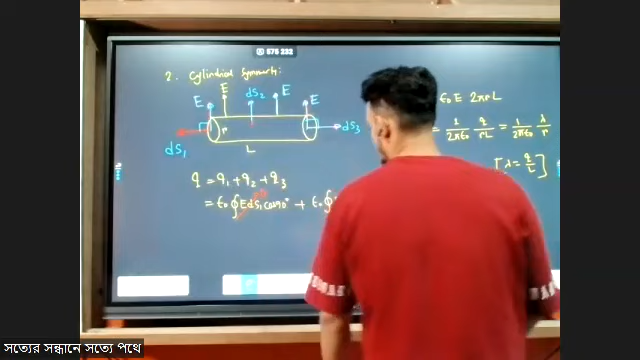 575 232
2. Cylindrical Symmetry:
E E dS₂ E E
r
dS₁ dS₃
L
q = q₁ + q₂ + q₃
= ϵ₀ ∮ E dS₁ cos90° + ϵ₀ ∮
ϵ₀ E 2πrL
= 1/2πϵ₀ q/rL = 1/2πϵ₀ λ/r
[λ = q/L]
সত্যের সন্ধানে সত্যে পথে